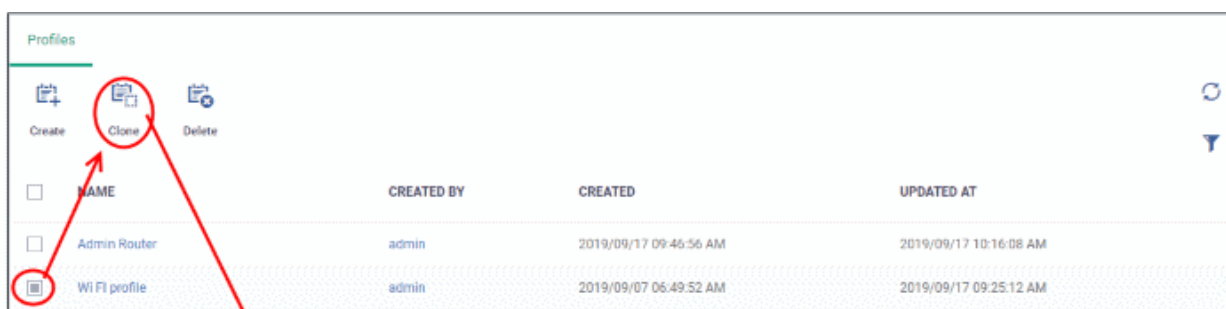 Profiles
Create Clone Delete
NAME CREATED BY CREATED UPDATED AT
Admin Router admin 2019/09/17 09:46:56 AM 2019/09/17 10:16:08 AM
Wi FI profile admin 2019/09/07 06:49:52 AM 2019/09/17 09:25:12 AM